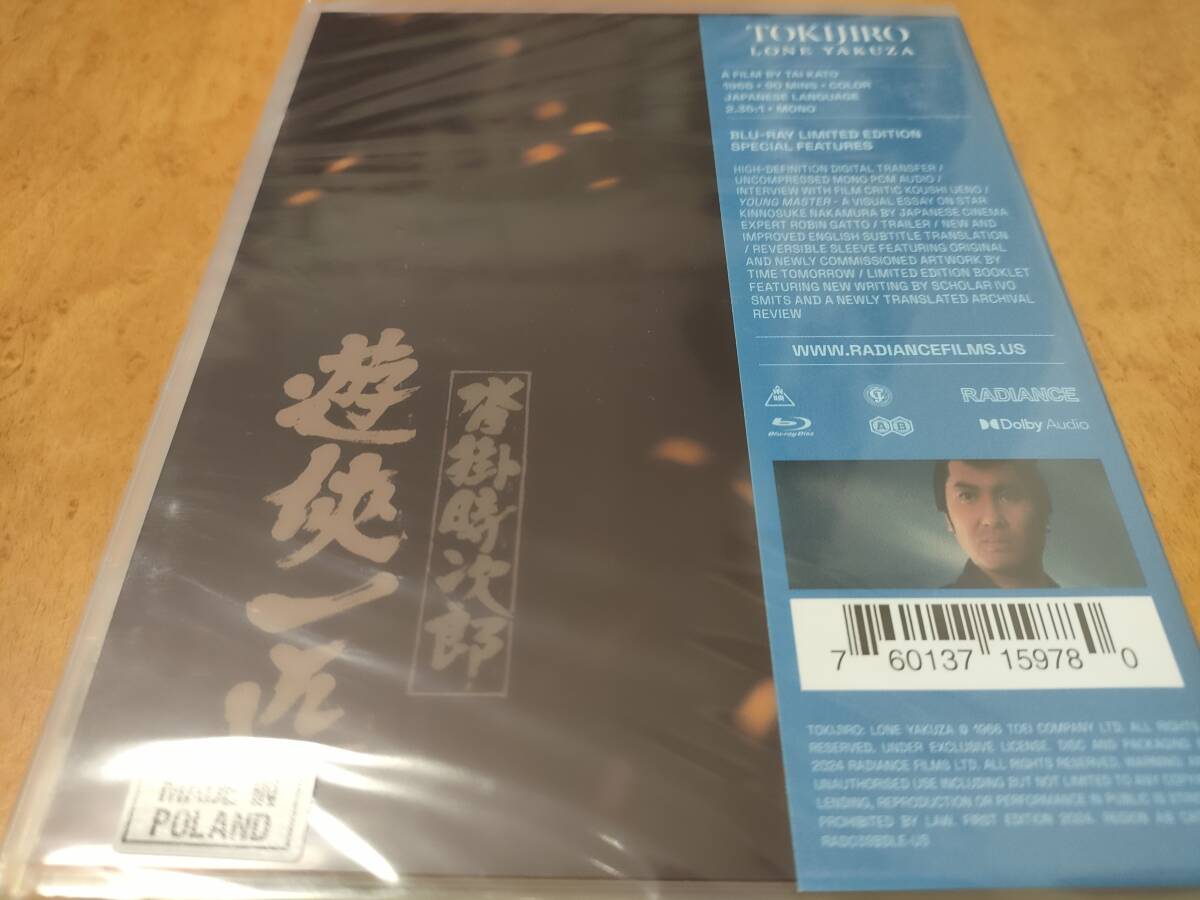 沓掛時次郎
遊侠一匹
MADE IN
POLAND
TOKIJIRO
LONE YAKUZA
A FILM BY TAI KATO
1966 • 90 MINS • COLOR
JAPANESE LANGUAGE
2.35:1 • MONO
BLU-RAY LIMITED EDITION
SPECIAL FEATURES
HIGH-DEFINITION DIGITAL TRANSFER /
UNCOMPRESSED MONO PCM AUDIO /
INTERVIEW WITH FILM CRITIC KOUSHI UENO /
YOUNG MASTER - A VISUAL ESSAY ON STAR
KINNOSUKE NAKAMURA BY JAPANESE CINEMA
EXPERT ROBIN GATTO / TRAILER / NEW AND
IMPROVED ENGLISH SUBTITLE TRANSLATION
/ REVERSIBLE SLEEVE FEATURING ORIGINAL
AND NEWLY COMMISSIONED ARTWORK BY
TIME TOMORROW / LIMITED EDITION BOOKLET
FEATURING NEW WRITING BY SCHOLAR IVO
SMITS AND A NEWLY TRANSLATED ARCHIVAL
REVIEW
WWW.RADIANCEFILMS.US
RADIANCE
Blu-ray Disc
A B
Dolby Audio
7 60137 15978 0
TOKIJIRO: LONE YAKUZA © 1966 TOEI COMPANY LTD. ALL RIGHTS
RESERVED. UNDER EXCLUSIVE LICENSE. DISC AND PACKAGING
2024 RADIANCE FILMS LTD. ALL RIGHTS RESERVED. WARNING:
UNAUTHORISED USE INCLUDING BUT NOT LIMITED TO ANY
LENDING, REPRODUCTION OR PERFORMANCE IN PUBLIC IS
PROHIBITED BY LAW. FIRST EDITION 2024. REGION AB